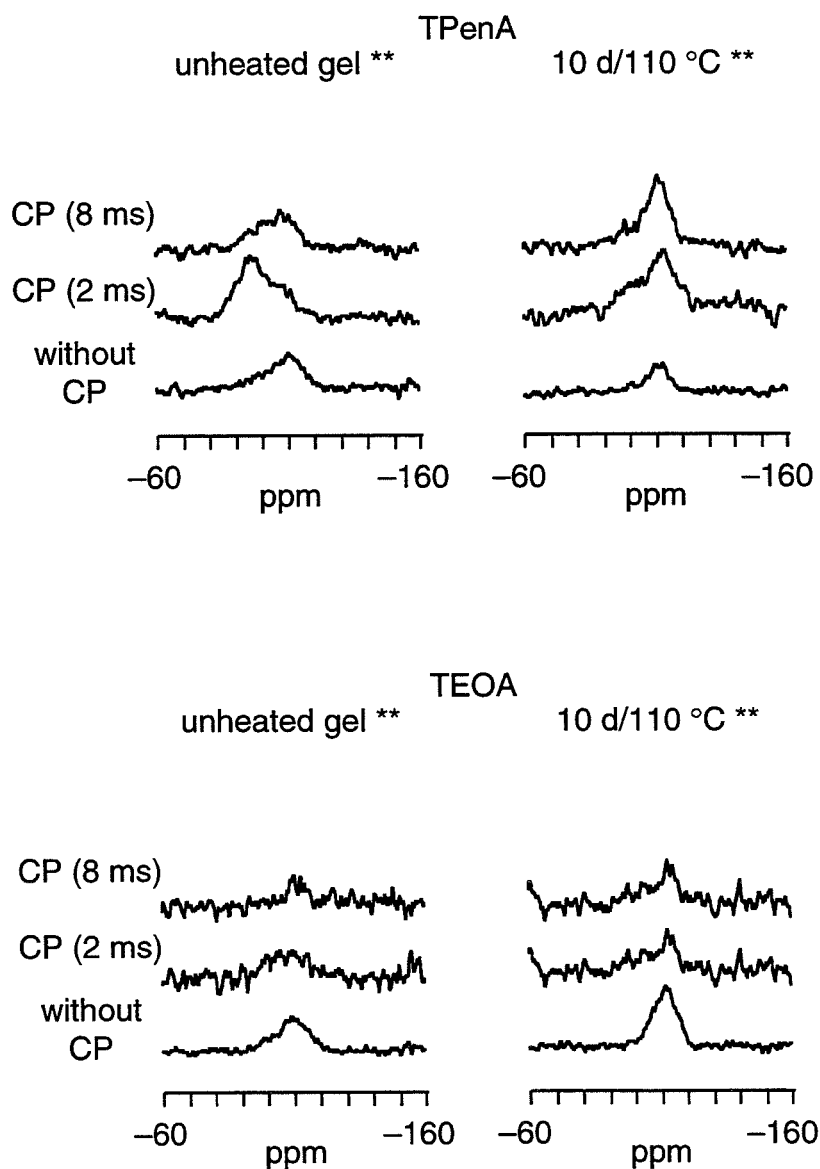 TPenA
unheated gel ** 10 d/110 °C **
CP (8 ms)
CP (2 ms)
without
CP
–60 –160 –60 –160
ppm ppm
TEOA
unheated gel ** 10 d/110 °C **
CP (8 ms)
CP (2 ms)
without
CP
–60 –160 –60 –160
ppm ppm